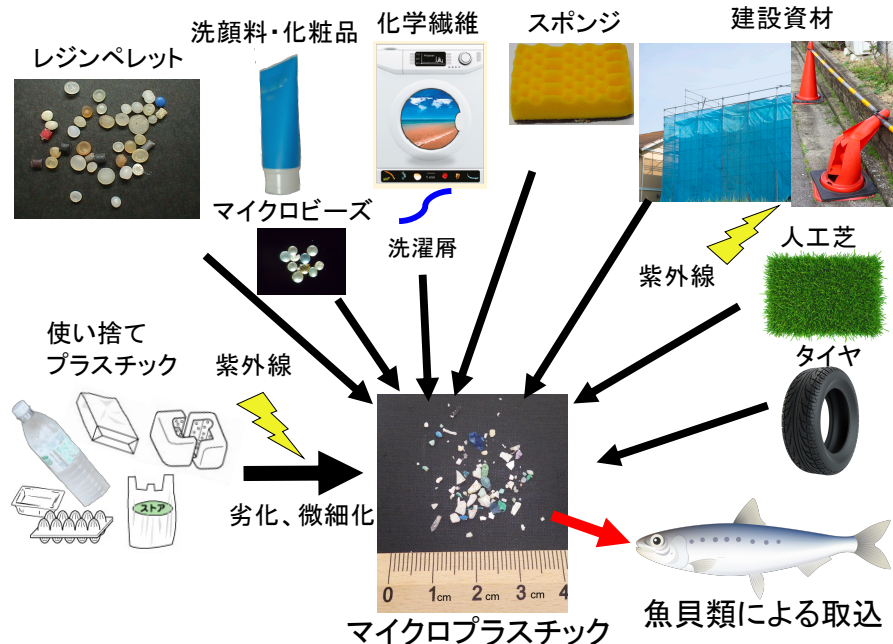 レジンペレット
洗顔料・化粧品
化学繊維
スポンジ
建設資材
マイクロビーズ
洗濯屑
紫外線
人工芝
タイヤ
使い捨て
プラスチック
紫外線
劣化、微細化
ストア
0 1cm 2cm 3cm 4
マイクロプラスチック
魚貝類による取込